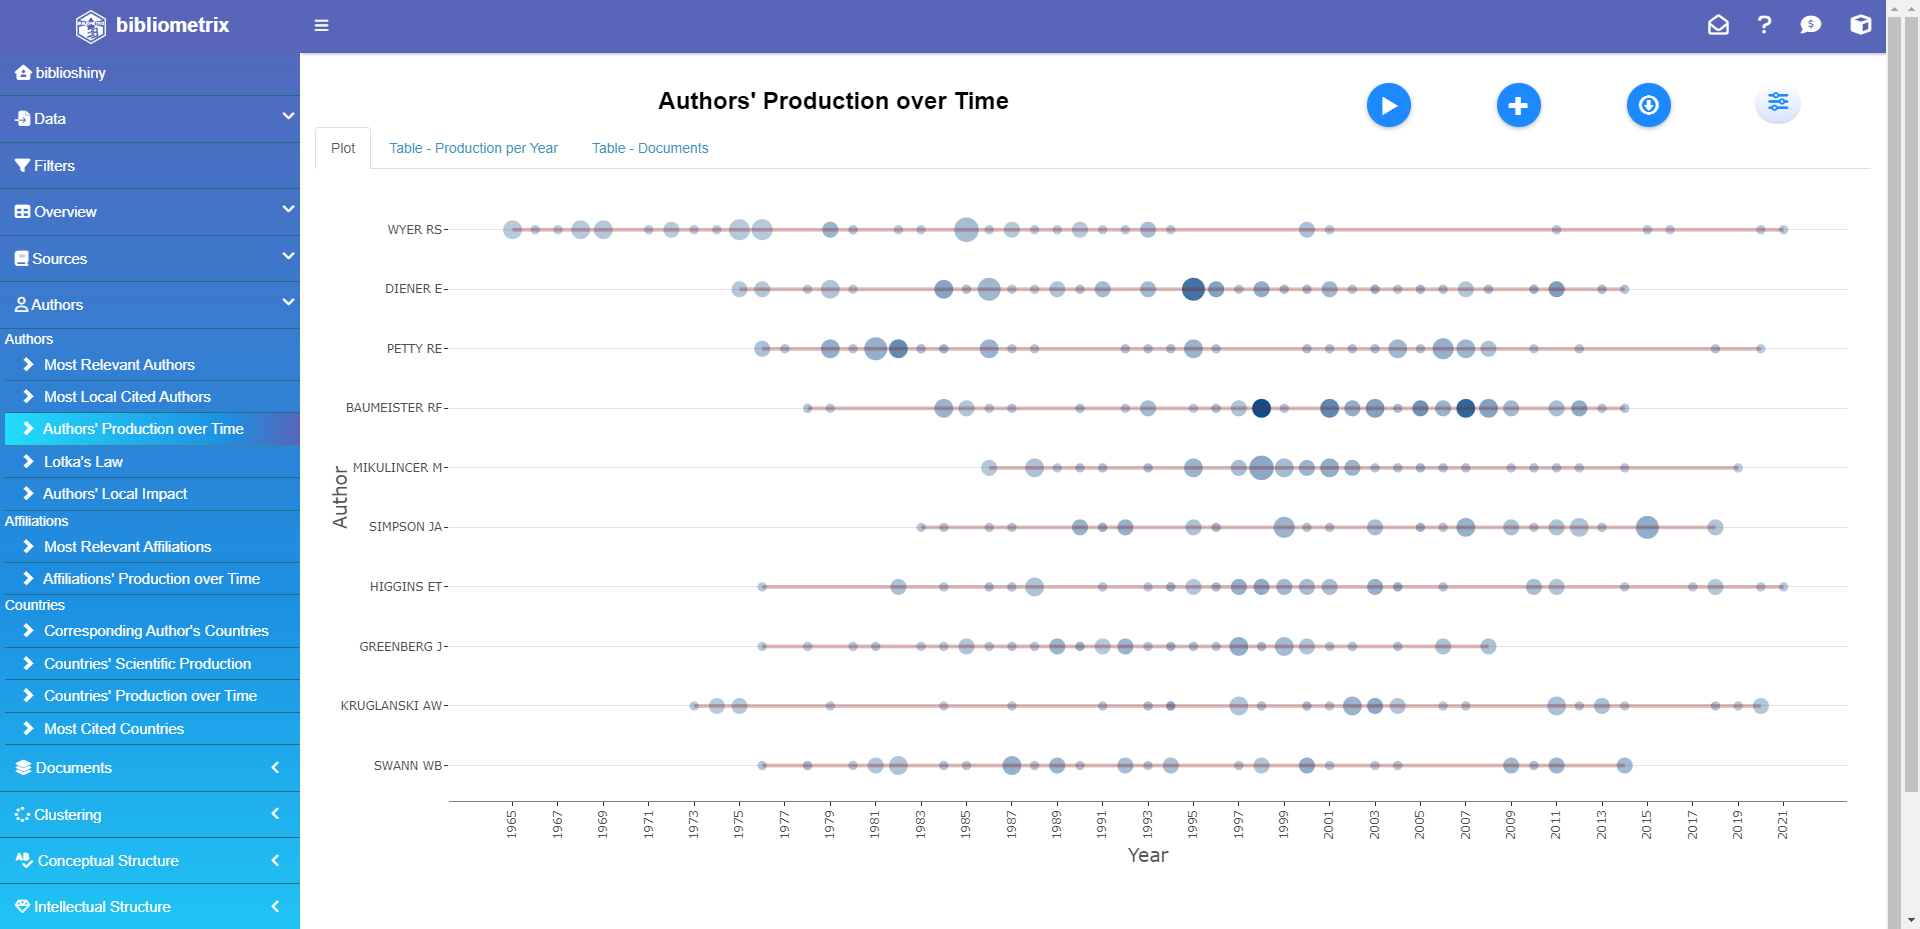 bibliometrix
biblioshiny
Data
Filters
Overview
Sources
Authors
Authors
Most Relevant Authors
Most Local Cited Authors
Authors' Production over Time
Lotka's Law
Authors' Local Impact
Affiliations
Most Relevant Affiliations
Affiliations' Production over Time
Countries
Corresponding Author's Countries
Countries' Scientific Production
Countries' Production over Time
Most Cited Countries
Documents
Clustering
Conceptual Structure
Intellectual Structure
Authors' Production over Time
Plot
Table - Production per Year
Table - Documents
Author
WYER RS
DIENER E
PETTY RE
BAUMEISTER RF
MIKULINCER M
SIMPSON JA
HIGGINS ET
GREENBERG J
KRUGLANSKI AW
SWANN WB
1965 1967 1969 1971 1973 1975 1977 1979 1981 1983 1985 1987 1989 1991 1993 1995 1997 1999 2001 2003 2005 2007 2009 2011 2013 2015 2017 2019 2021
Year